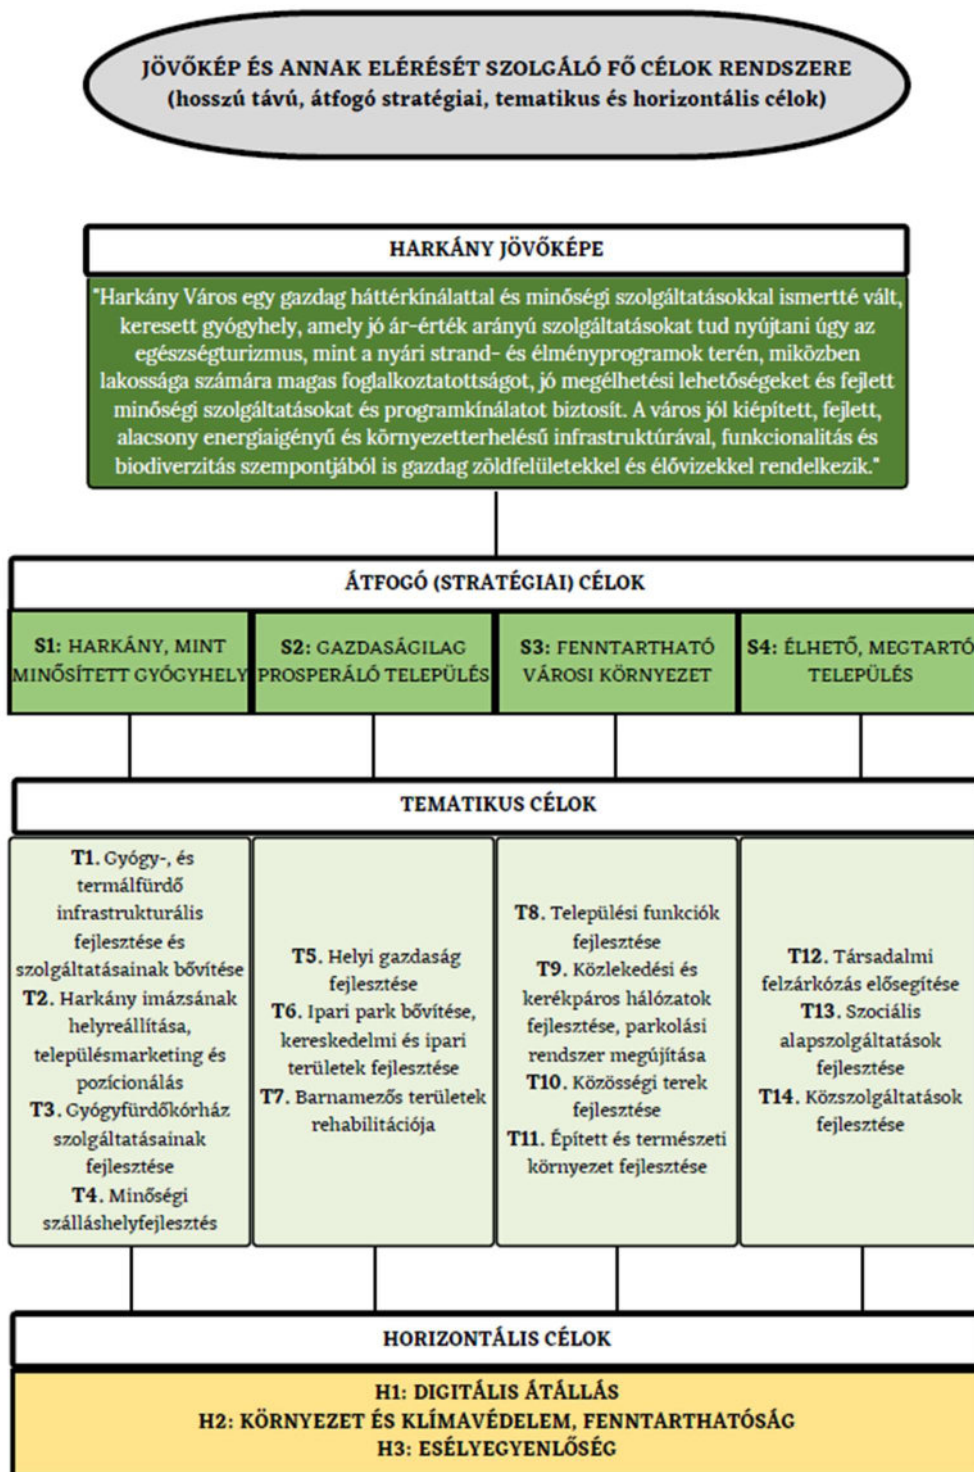 JÖVŐKÉP ÉS ANNAK ELÉRÉSÉT SZOLGÁLÓ FŐ CÉLOK RENDSZERE
(hosszú távú, átfogó stratégiai, tematikus és horizontális célok)
HARKÁNY JÖVŐKÉPE
"Harkány Város egy gazdag háttérkínálattal és minőségi szolgáltatásokkal ismertté vált,
keresett gyógyhely, amely jó ár-érték arányú szolgáltatásokat tud nyújtani úgy az
egészségturizmus, mint a nyári strand- és élményprogramok terén, miközben
lakossága számára magas foglalkoztatottságot, jó megélhetési lehetőségeket és fejlett
minőségi szolgáltatásokat és programkínálatot biztosít. A város jól kiépített, fejlett,
alacsony energiaigényű és környezetterhelésű infrastruktúrával, funkcionalitás és
biodiverzitás szempontjából is gazdag zöldfelületekkel és élővizekkel rendelkezik."
ÁTFOGÓ (STRATÉGIAI) CÉLOK
S1: HARKÁNY, MINT
MINŐSÍTETT GYÓGYHELY
S2: GAZDASÁGILAG
PROSPERÁLÓ TELEPÜLÉS
S3: FENNTARTHATÓ
VÁROSI KÖRNYEZET
S4: ÉLHETŐ, MEGTARTÓ
TELEPÜLÉS
TEMATIKUS CÉLOK
T1. Gyógy-, és
termálfürdő
infrastrukturális
fejlesztése és
szolgáltatásainak bővítése
T2. Harkány imázsának
helyreállítása,
településmarketing és
pozícionálás
T3. Gyógyfürdőkórház
szolgáltatásainak
fejlesztése
T4. Minőségi
szálláshelyfejlesztés
T5. Helyi gazdaság
fejlesztése
T6. Ipari park bővítése,
kereskedelmi és ipari
területek fejlesztése
T7. Barnamezős területek
rehabilitációja
T8. Települési funkciók
fejlesztése
T9. Közlekedési és
kerékpáros hálózatok
fejlesztése, parkolási
rendszer megújítása
T10. Közösségi terek
fejlesztése
T11. Épített és természeti
környezet fejlesztése
T12. Társadalmi
felzárkózás elősegítése
T13. Szociális
alapszolgáltatások
fejlesztése
T14. Közszolgáltatások
fejlesztése
HORIZONTÁLIS CÉLOK
H1: DIGITÁLIS ÁTÁLLÁS
H2: KÖRNYEZET ÉS KLÍMAVÉDELEM, FENNTARTHATÓSÁG
H3: ESÉLYEGYENLŐSÉG